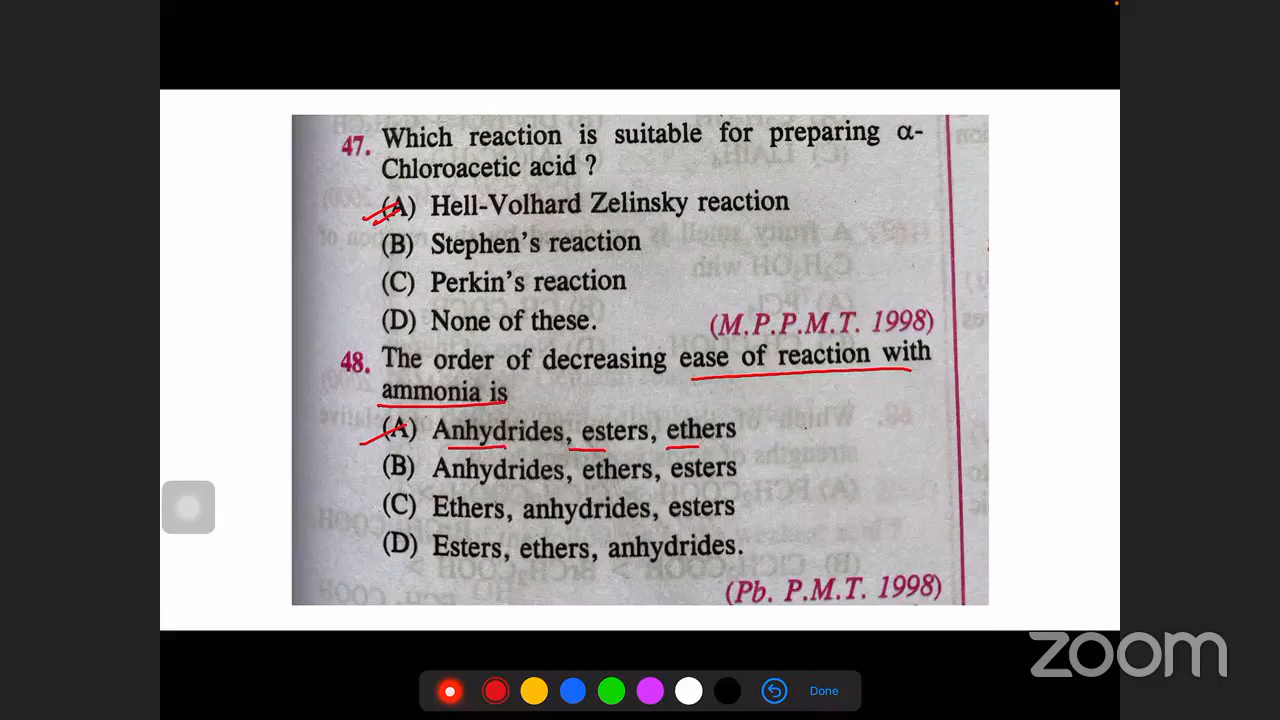 47. Which reaction is suitable for preparing α-
Chloroacetic acid ?
(A) Hell-Volhard Zelinsky reaction
(B) Stephen's reaction
(C) Perkin's reaction
(D) None of these.
(M.P.P.M.T. 1998)
48. The order of decreasing ease of reaction with
ammonia is
(A) Anhydrides, esters, ethers
(B) Anhydrides, ethers, esters
(C) Ethers, anhydrides, esters
(D) Esters, ethers, anhydrides.
(Pb. P.M.T. 1998)
zoom
Done